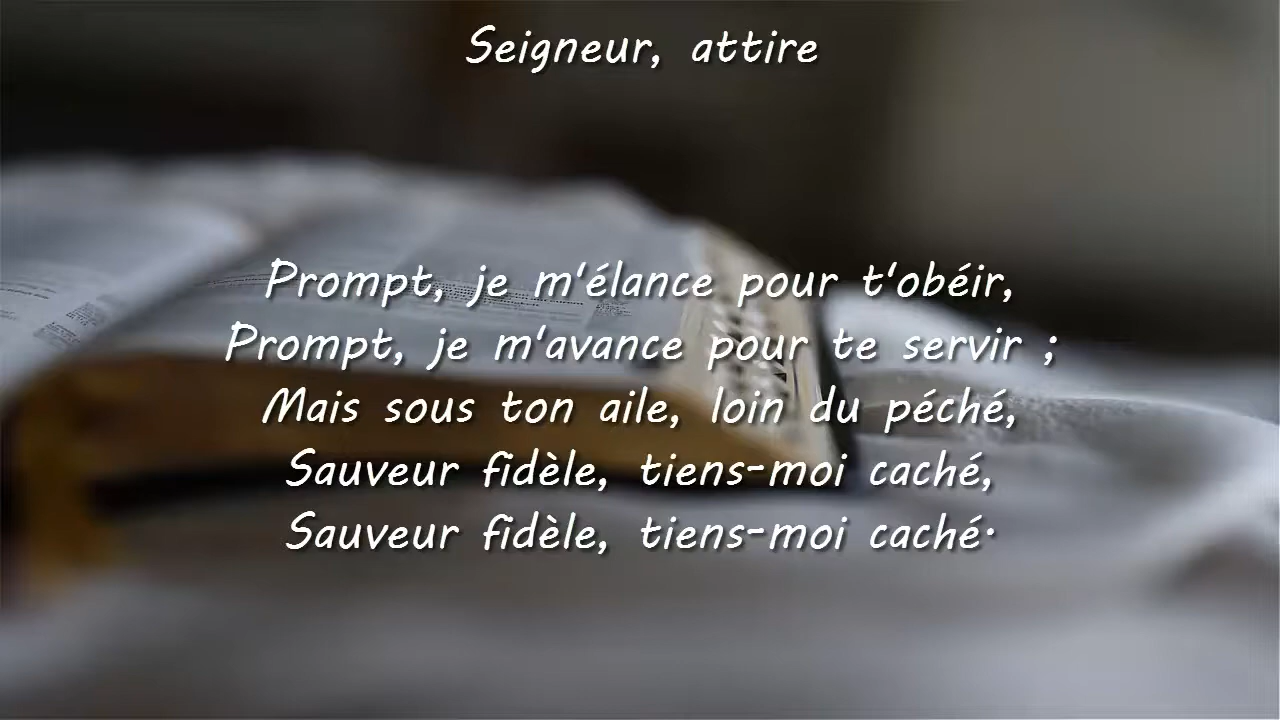 Seigneur, attire
Prompt, je m'élance pour t'obéir,
Prompt, je m'avance pour te servir ;
Mais sous ton aile, loin du péché,
Sauveur fidèle, tiens-moi caché,
Sauveur fidèle, tiens-moi caché.